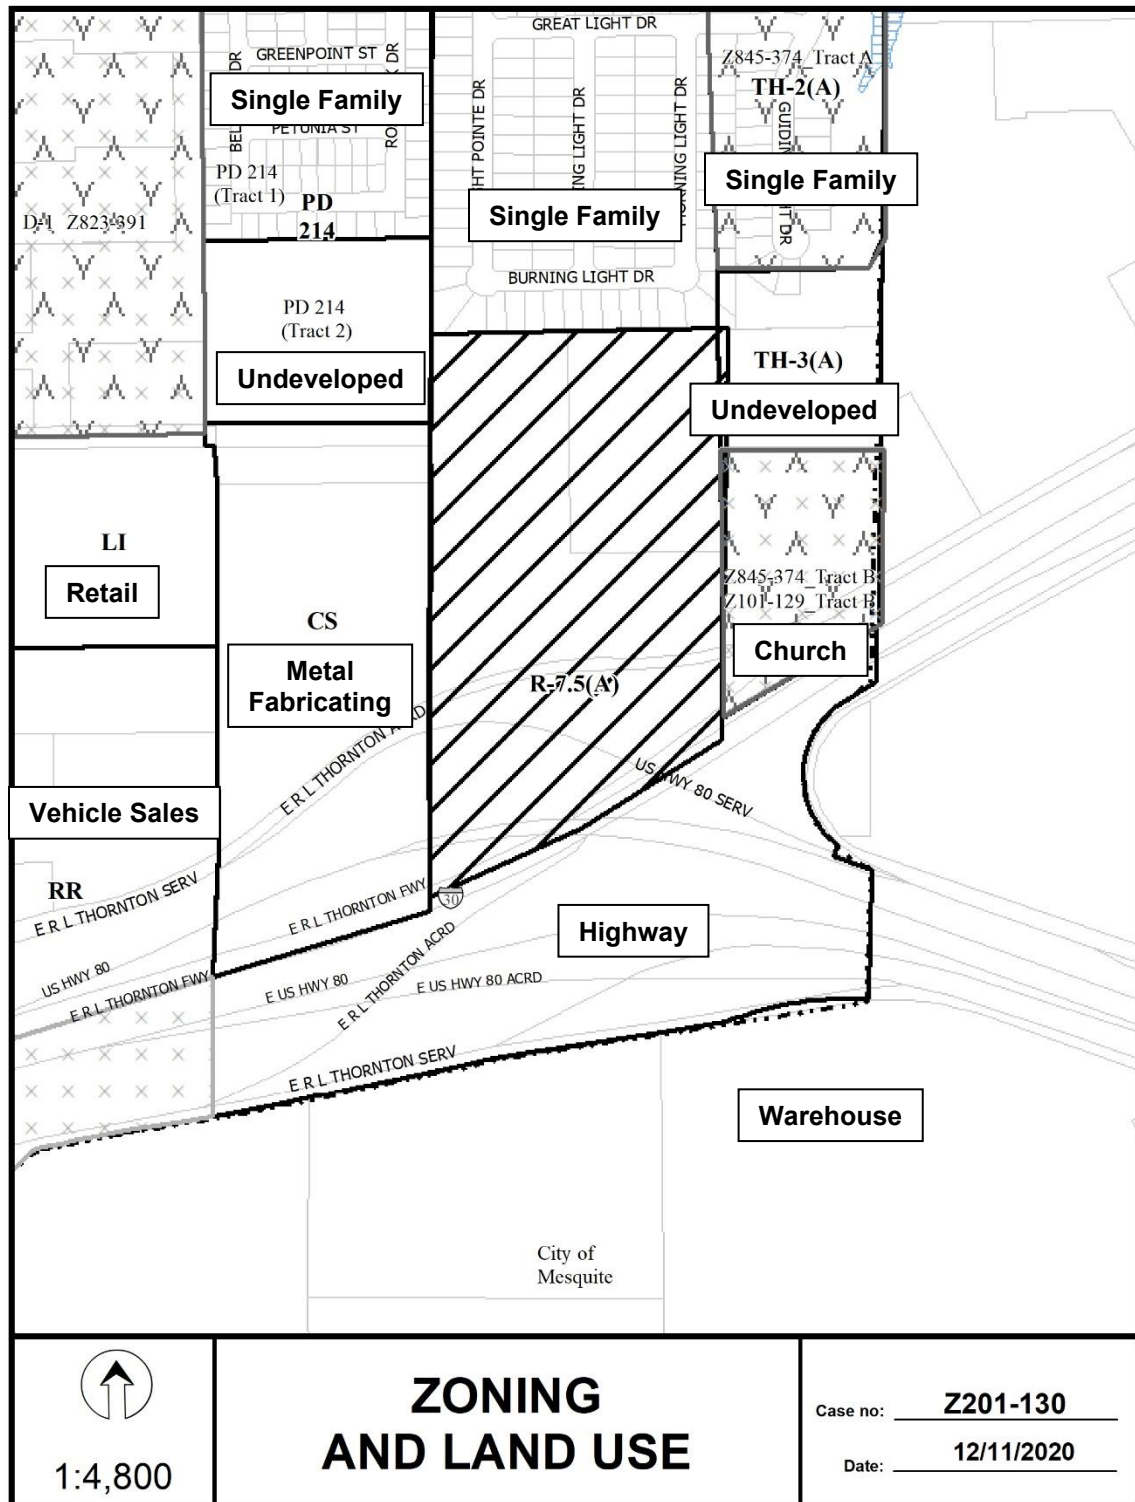 GREAT LIGHT DR
GREENPOINT ST
Z845-374_Tract A
TH-2(A)
Single Family
PETUNIA ST
PD 214
(Tract 1)
PD
214
D-1 Z823-391
Single Family
Single Family
BURNING LIGHT DR
PD 214
(Tract 2)
Undeveloped
TH-3(A)
Undeveloped
LI
Retail
CS
Metal
Fabricating
R-7.5(A)
Z845-374_Tract B
Z101-129_Tract B
Church
E R L THORNTON ACRD
US HWY 80 SERV
Vehicle Sales
RR
E R L THORNTON SERV
E R L THORNTON FWY
30
Highway
US HWY 80
E R L THORNTON FWY
E US HWY 80
E R L THORNTON ACRD
E US HWY 80 ACRD
E R L THORNTON SERV
Warehouse
City of
Mesquite
1:4,800
ZONING
AND LAND USE
Case no: Z201-130
Date: 12/11/2020